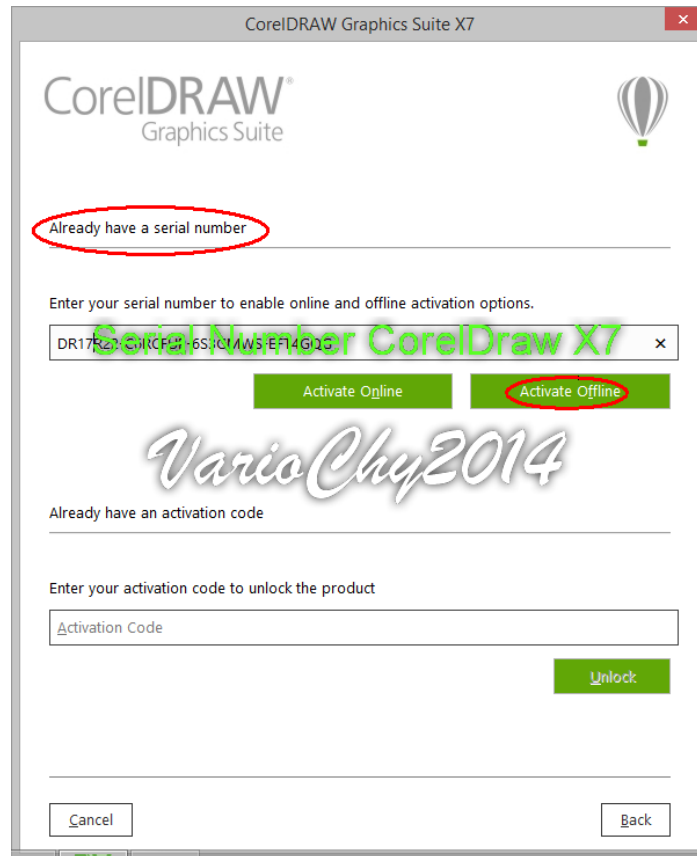 CorelDRAW Graphics Suite X7
CorelDRAW®
Graphics Suite
Already have a serial number
Enter your serial number to enable online and offline activation options.
Serial Number CorelDraw X7
Activate Online Activate Offline
VarioChy2014
Already have an activation code
Enter your activation code to unlock the product
Activation Code
Unlock
Cancel Back